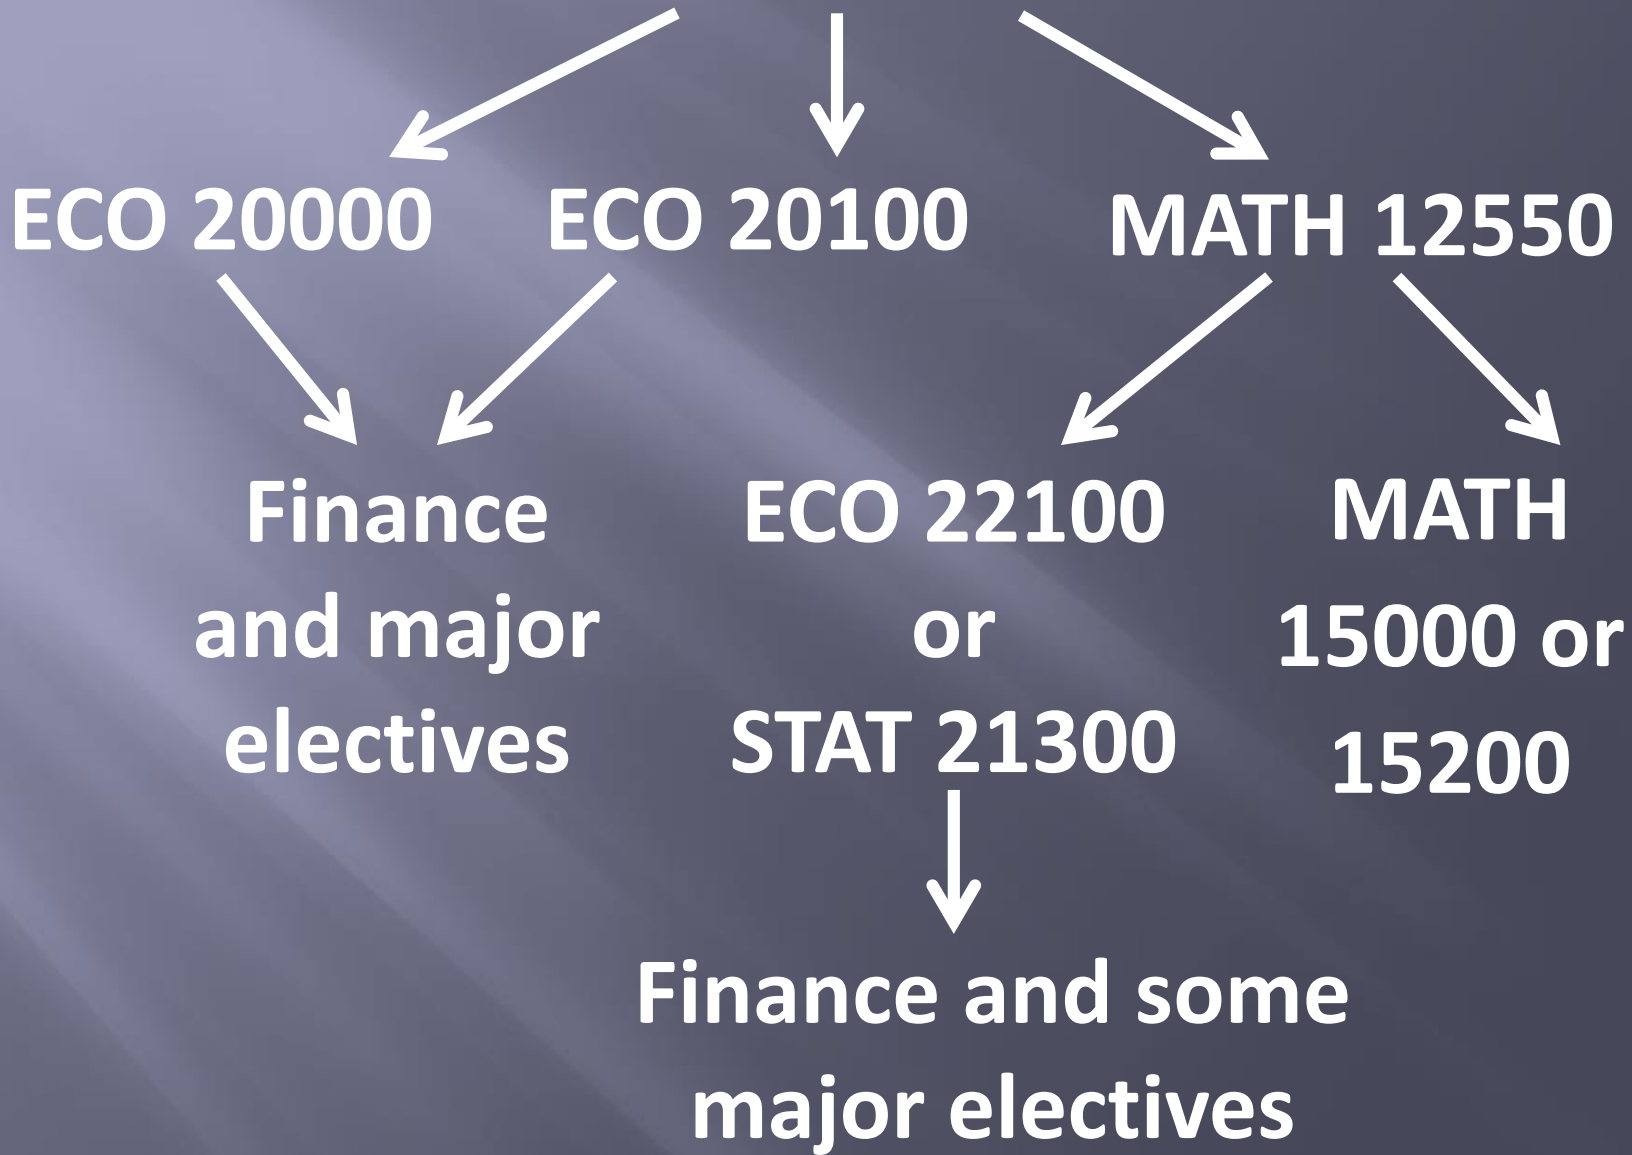 ECO 20000
ECO 20100
MATH 12550
Finance
and major
electives
ECO 22100
or
STAT 21300
MATH
15000 or
15200
Finance and some
major electives